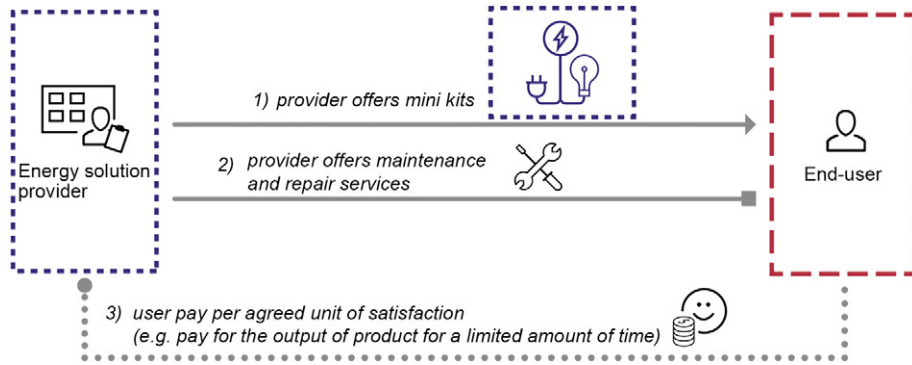 1) provider offers mini kits
Energy solution
provider
2) provider offers maintenance
and repair services
End-user
3) user pay per agreed unit of satisfaction
(e.g. pay for the output of product for a limited amount of time)